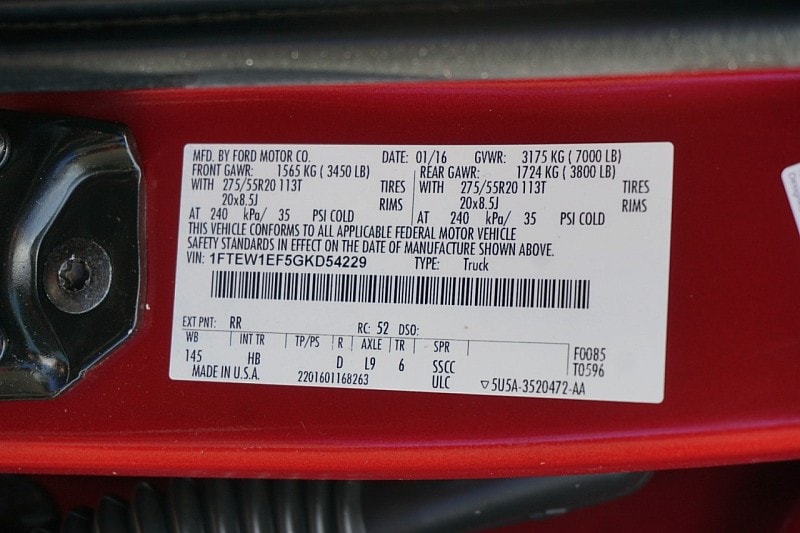 MFD. BY FORD MOTOR CO. DATE: 01/16 GVWR: 3175 KG ( 7000 LB)
FRONT GAWR: 1565 KG ( 3450 LB) REAR GAWR: 1724 KG ( 3800 LB)
WITH 275/55R20 113T TIRES WITH 275/55R20 113T TIRES
20x8.5J RIMS 20x8.5J RIMS
AT 240 kPa/ 35 PSI COLD AT 240 kPa/ 35 PSI COLD
THIS VEHICLE CONFORMS TO ALL APPLICABLE FEDERAL MOTOR VEHICLE
SAFETY STANDARDS IN EFFECT ON THE DATE OF MANUFACTURE SHOWN ABOVE.
VIN: 1FTEW1EF5GKD54229 TYPE: Truck
EXT PNT: RR RC: 52 DSO:
WB INT TR TP/PS R AXLE TR SPR F0085
145 HB D L9 6 SSCC T0596
MADE IN U.S.A. 2201601168263 ULC ▽5U5A-3520472-AA